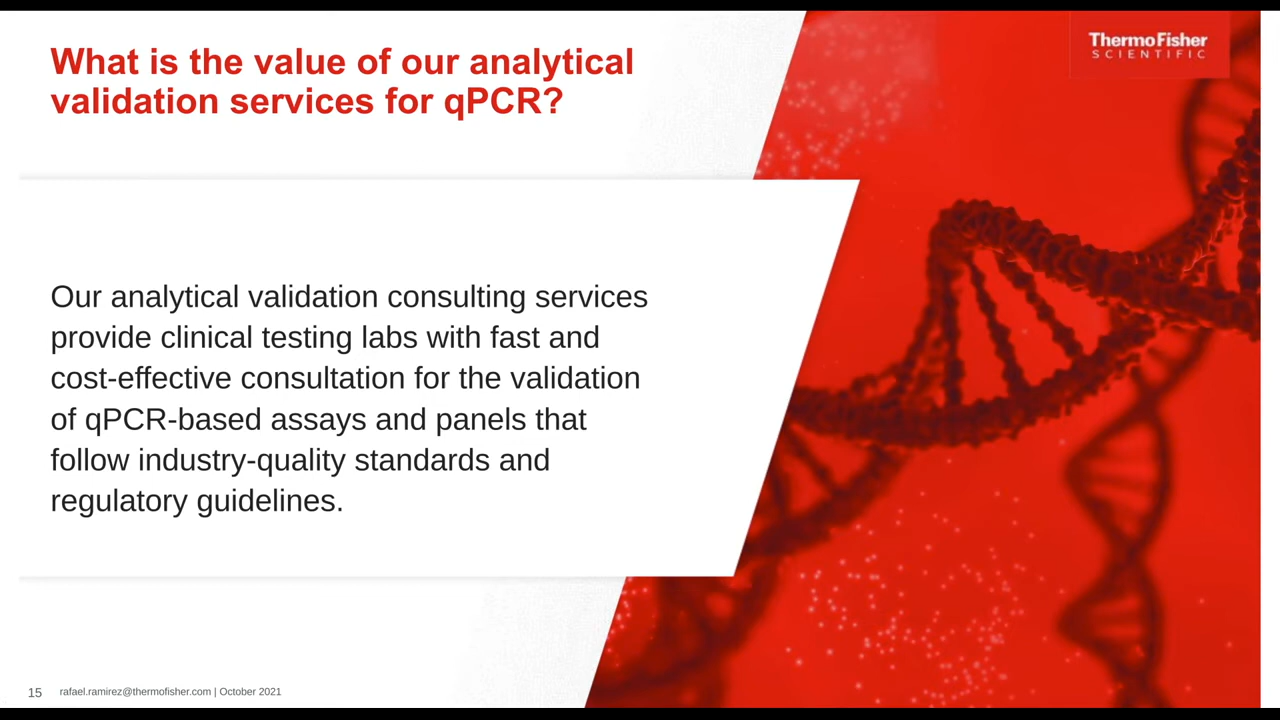 What is the value of our analytical
validation services for qPCR?
ThermoFisher
SCIENTIFIC
Our analytical validation consulting services
provide clinical testing labs with fast and
cost-effective consultation for the validation
of qPCR-based assays and panels that
follow industry-quality standards and
regulatory guidelines.
15 rafael.ramirez@thermofisher.com | October 2021